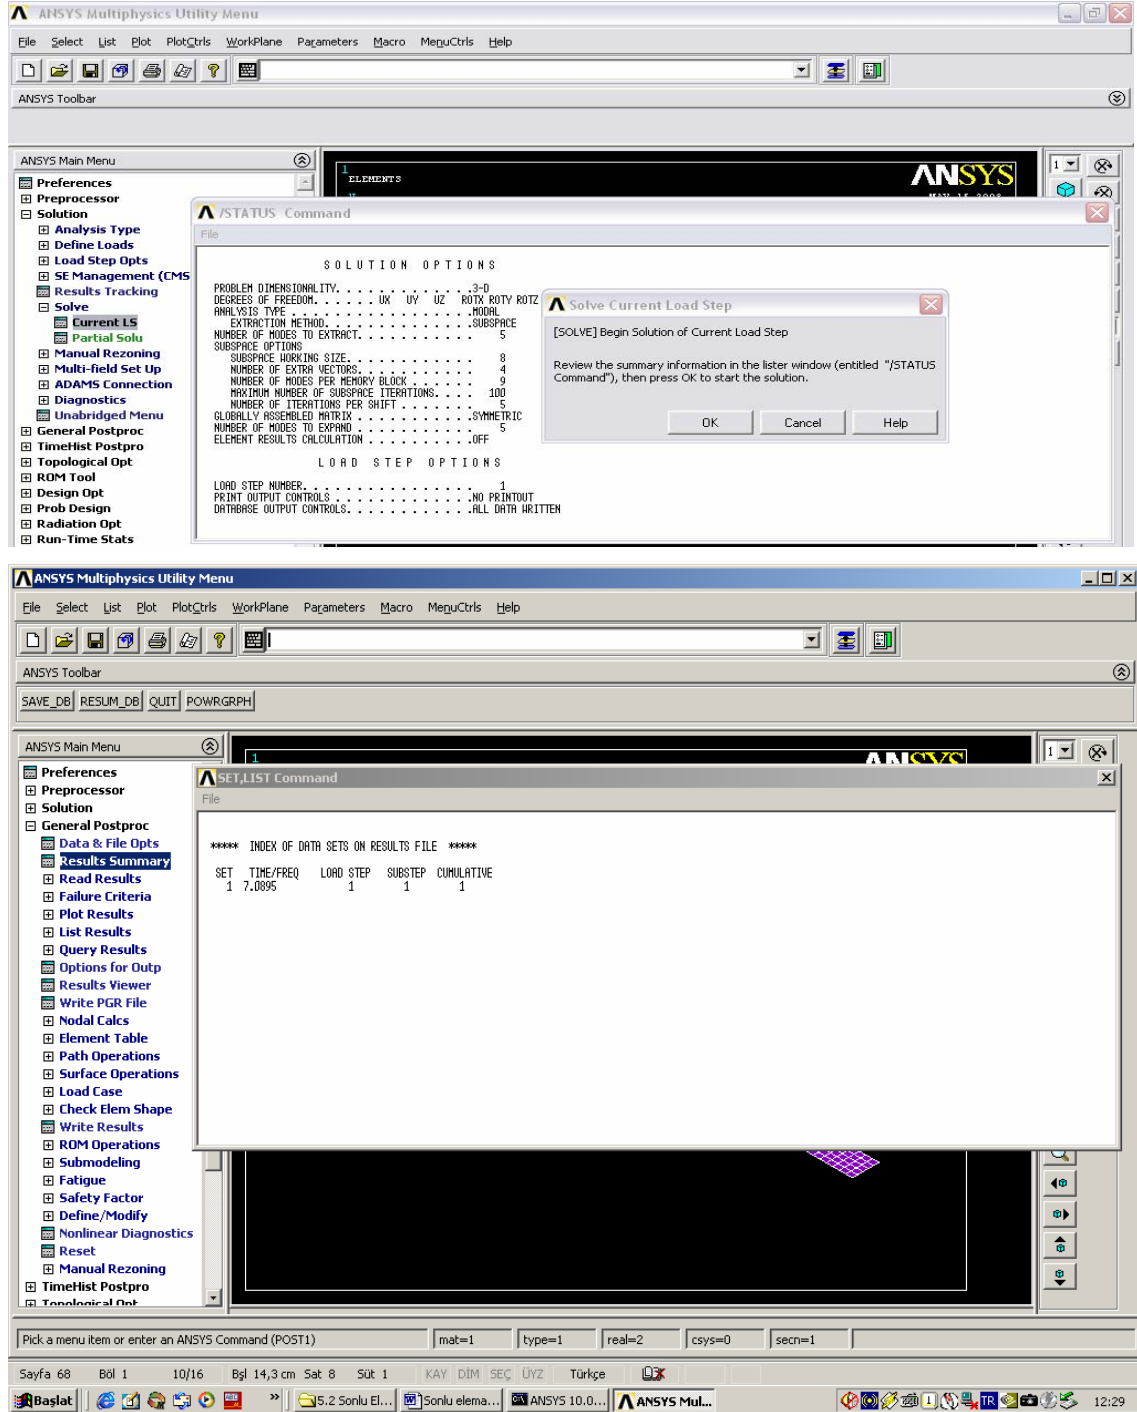 ANSYS Multiphysics Utility Menu
File Select List Plot PlotCtrls WorkPlane Parameters Macro MenuCtrls Help
ANSYS Toolbar
ANSYS Main Menu
Preferences
Preprocessor
Solution
Analysis Type
Define Loads
Load Step Opts
SE Management (CMS
Results Tracking
Solve
Current LS
Partial Solu
Manual Rezoning
Multi-field Set Up
ADAMS Connection
Diagnostics
Unabridged Menu
General Postproc
TimeHist Postpro
Topological Opt
ROM Tool
Design Opt
Prob Design
Radiation Opt
Run-Time Stats
1
ELEMENTS
ANSYS
1
/STATUS Command
File
SOLUTION OPTIONS
PROBLEM DIMENSIONALITY. . . . . . . . . . . . .3-D
DEGREES OF FREEDOM. . . . . . UX UY UZ ROTX ROTY ROTZ
ANALYSIS TYPE . . . . . . . . . . . . . . . . .MODAL
EXTRACTION METHOD. . . . . . . . . . . . . .SUBSPACE
NUMBER OF MODES TO EXTRACT. . . . . . . . . . . 5
SUBSPACE OPTIONS
SUBSPACE WORKING SIZE. . . . . . . . . . . . 8
NUMBER OF EXTRA VECTORS. . . . . . . . . . . 4
NUMBER OF MODES PER MEMORY BLOCK . . . . . . 9
MAXIMUM NUMBER OF SUBSPACE ITERATIONS. . . . 100
NUMBER OF ITERATIONS PER SHIFT . . . . . . . 5
GLOBALLY ASSEMBLED MATRIX . . . . . . . . . . .SYMMETRIC
NUMBER OF MODES TO EXPAND . . . . . . . . . . . 5
ELEMENT RESULTS CALCULATION . . . . . . . . . .OFF
LOAD STEP OPTIONS
LOAD STEP NUMBER. . . . . . . . . . . . . . . . 1
PRINT OUTPUT CONTROLS . . . . . . . . . . . . .NO PRINTOUT
DATABASE OUTPUT CONTROLS. . . . . . . . . . . .ALL DATA WRITTEN
Solve Current Load Step
[SOLVE] Begin Solution of Current Load Step
Review the summary information in the lister window (entitled "/STATUS
Command"), then press OK to start the solution.
OK Cancel Help
ANSYS Multiphysics Utility Menu
File Select List Plot PlotCtrls WorkPlane Parameters Macro MenuCtrls Help
ANSYS Toolbar
SAVE_DB RESUM_DB QUIT POWRGRPH
ANSYS Main Menu
Preferences
Preprocessor
Solution
General Postproc
Data & File Opts
Results Summary
Read Results
Failure Criteria
Plot Results
List Results
Query Results
Options for Outp
Results Viewer
Write PGR File
Nodal Calcs
Element Table
Path Operations
Surface Operations
Load Case
Check Elem Shape
Write Results
ROM Operations
Submodeling
Fatigue
Safety Factor
Define/Modify
Nonlinear Diagnostics
Reset
Manual Rezoning
TimeHist Postpro
Topological Opt
1
ANSYS
1
SET,LIST Command
File
***** INDEX OF DATA SETS ON RESULTS FILE *****
SET TIME/FREQ LOAD STEP SUBSTEP CUMULATIVE
1 7.0895 1 1 1
Pick a menu item or enter an ANSYS Command (POST1) mat=1 type=1 real=2 csys=0 secn=1
Sayfa 68 Böl 1 10/16 Bşl 14,3 cm Sat 8 Süt 1 KAY DİM SEÇ ÜYZ Türkçe
Başlat » 5.2 Sonlu El... Sonlu elema... ANSYS 10.0... ANSYS Mul... TR 12:29